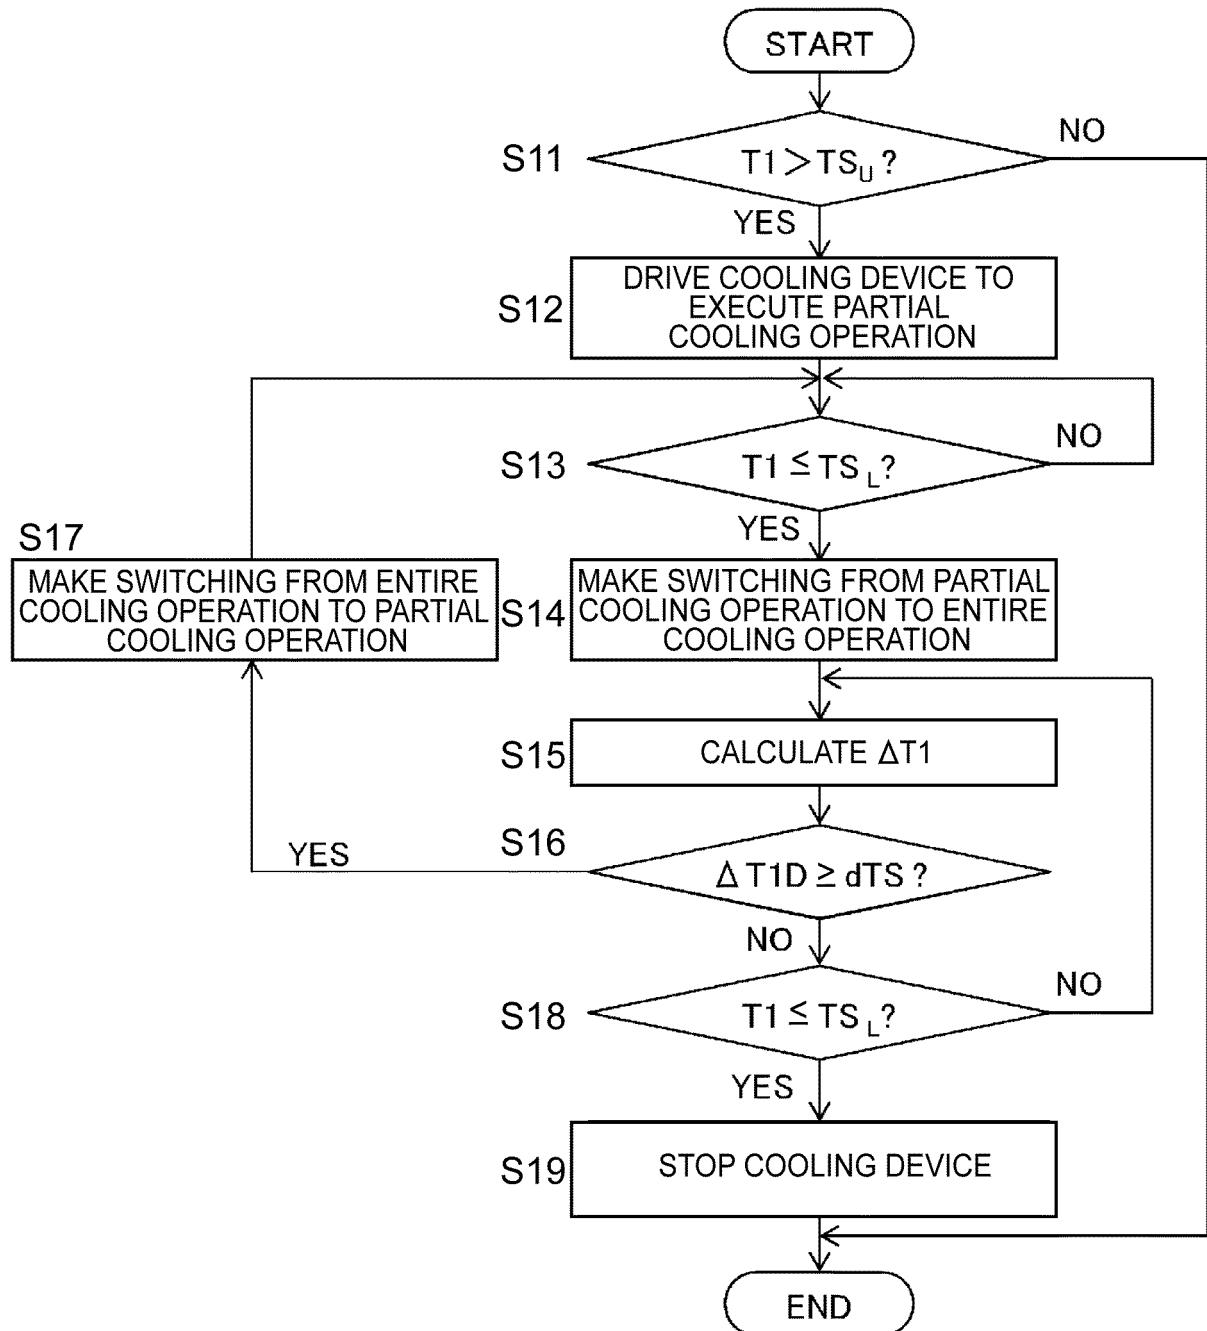 START
S11
T1>TSU?
NO
YES
S12
DRIVE COOLING DEVICE TO
EXECUTE PARTIAL
COOLING OPERATION
S13
T1≦TSL?
NO
YES
S17
MAKE SWITCHING FROM ENTIRE
COOLING OPERATION TO PARTIAL
COOLING OPERATION
S14
MAKE SWITCHING FROM PARTIAL
COOLING OPERATION TO ENTIRE
COOLING OPERATION
S15
CALCULATE ΔT1
S16
YES
ΔT1D≥dTS?
NO
S18
T1≦TSL?
NO
YES
S19
STOP COOLING DEVICE
END